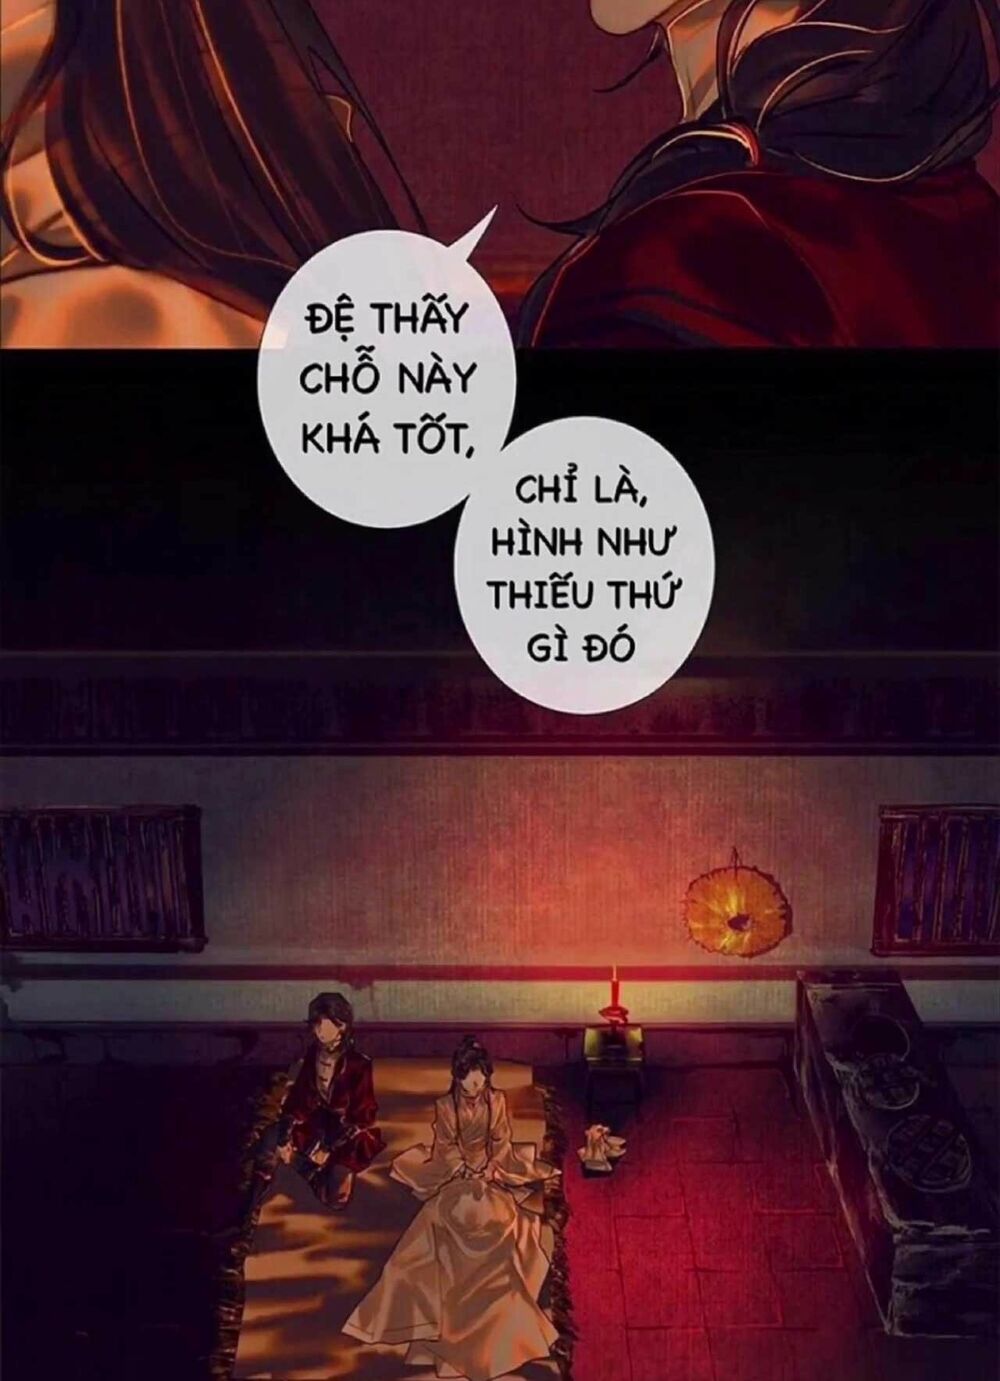 ĐỆ THẤY
CHỖ NÀY
KHÁ TỐT,
CHỈ LÀ,
HÌNH NHƯ
THIẾU THỨ
GÌ ĐÓ